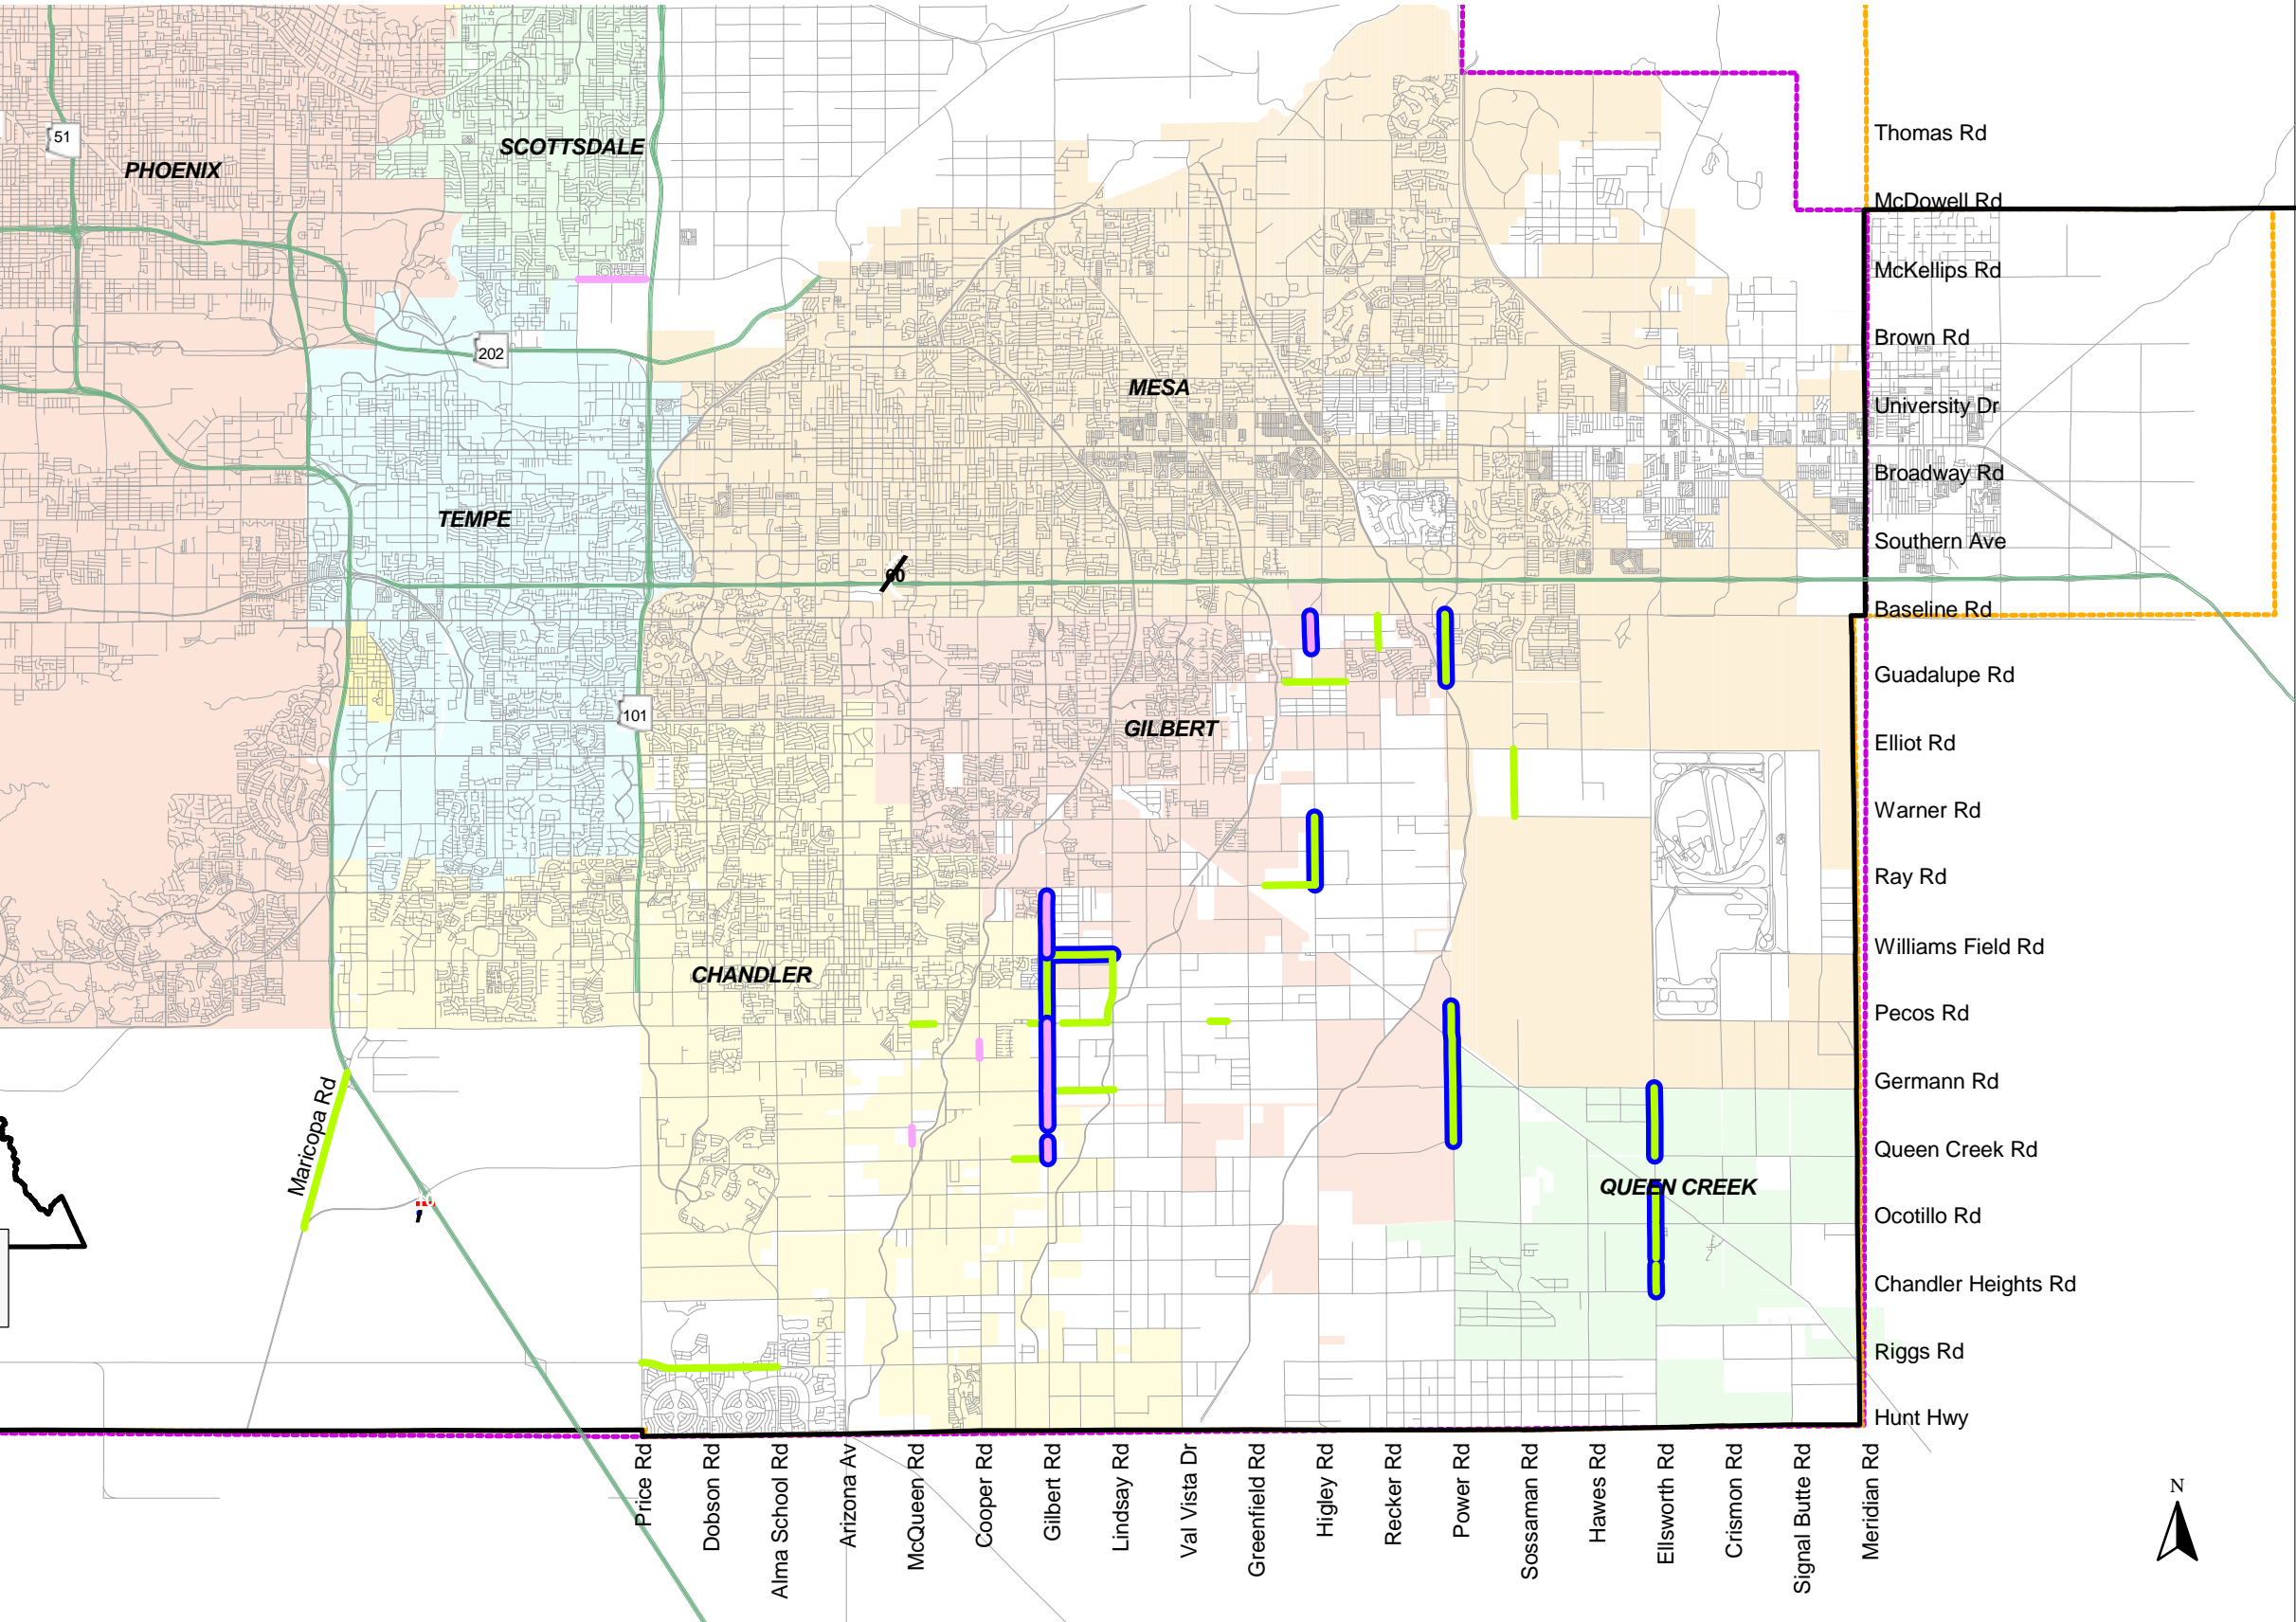 51
PHOENIX
SCOTTSDALE
Thomas Rd
McDowell Rd
McKellips Rd
202
Brown Rd
MESA
University Dr
Broadway Rd
TEMPE
Southern Ave
60
Baseline Rd
Guadalupe Rd
101
GILBERT
Elliot Rd
Warner Rd
Ray Rd
Williams Field Rd
CHANDLER
Pecos Rd
Germann Rd
Maricopa Rd
Queen Creek Rd
QUEEN CREEK
Ocotillo Rd
Chandler Heights Rd
Riggs Rd
Hunt Hwy
Price Rd
Dobson Rd
Alma School Rd
Arizona Av
McQueen Rd
Cooper Rd
Gilbert Rd
Lindsay Rd
Val Vista Dr
Greenfield Rd
Higley Rd
Recker Rd
Power Rd
Sossaman Rd
Hawes Rd
Ellsworth Rd
Crismon Rd
Signal Butte Rd
Meridian Rd
N